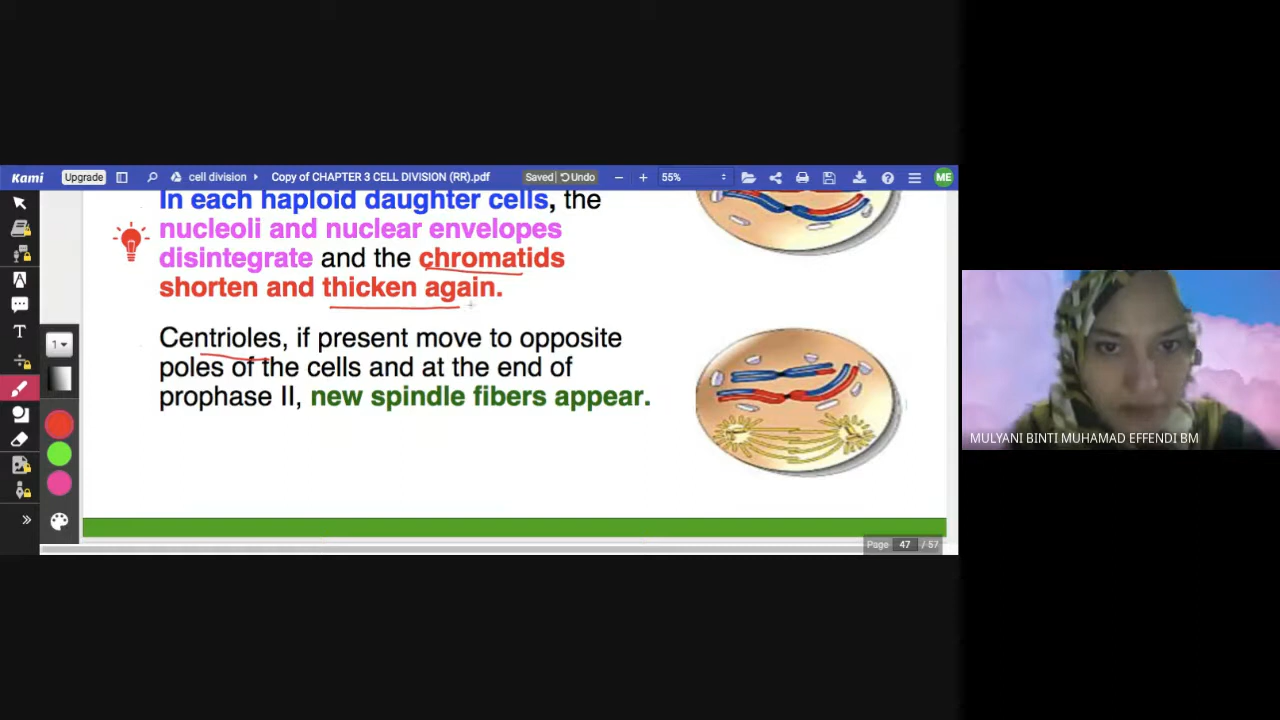 Kami
Upgrade
cell division
Copy of CHAPTER 3 CELL DIVISION (RR).pdf
Saved
Undo
55%
ME
In each haploid daughter cells, the
nucleoli and nuclear envelopes
disintegrate and the chromatids
shorten and thicken again.
Centrioles, if present move to opposite
poles of the cells and at the end of
prophase II, new spindle fibers appear.
T
1
Page 47 / 57
MULYANI BINTI MUHAMAD EFFENDI BM